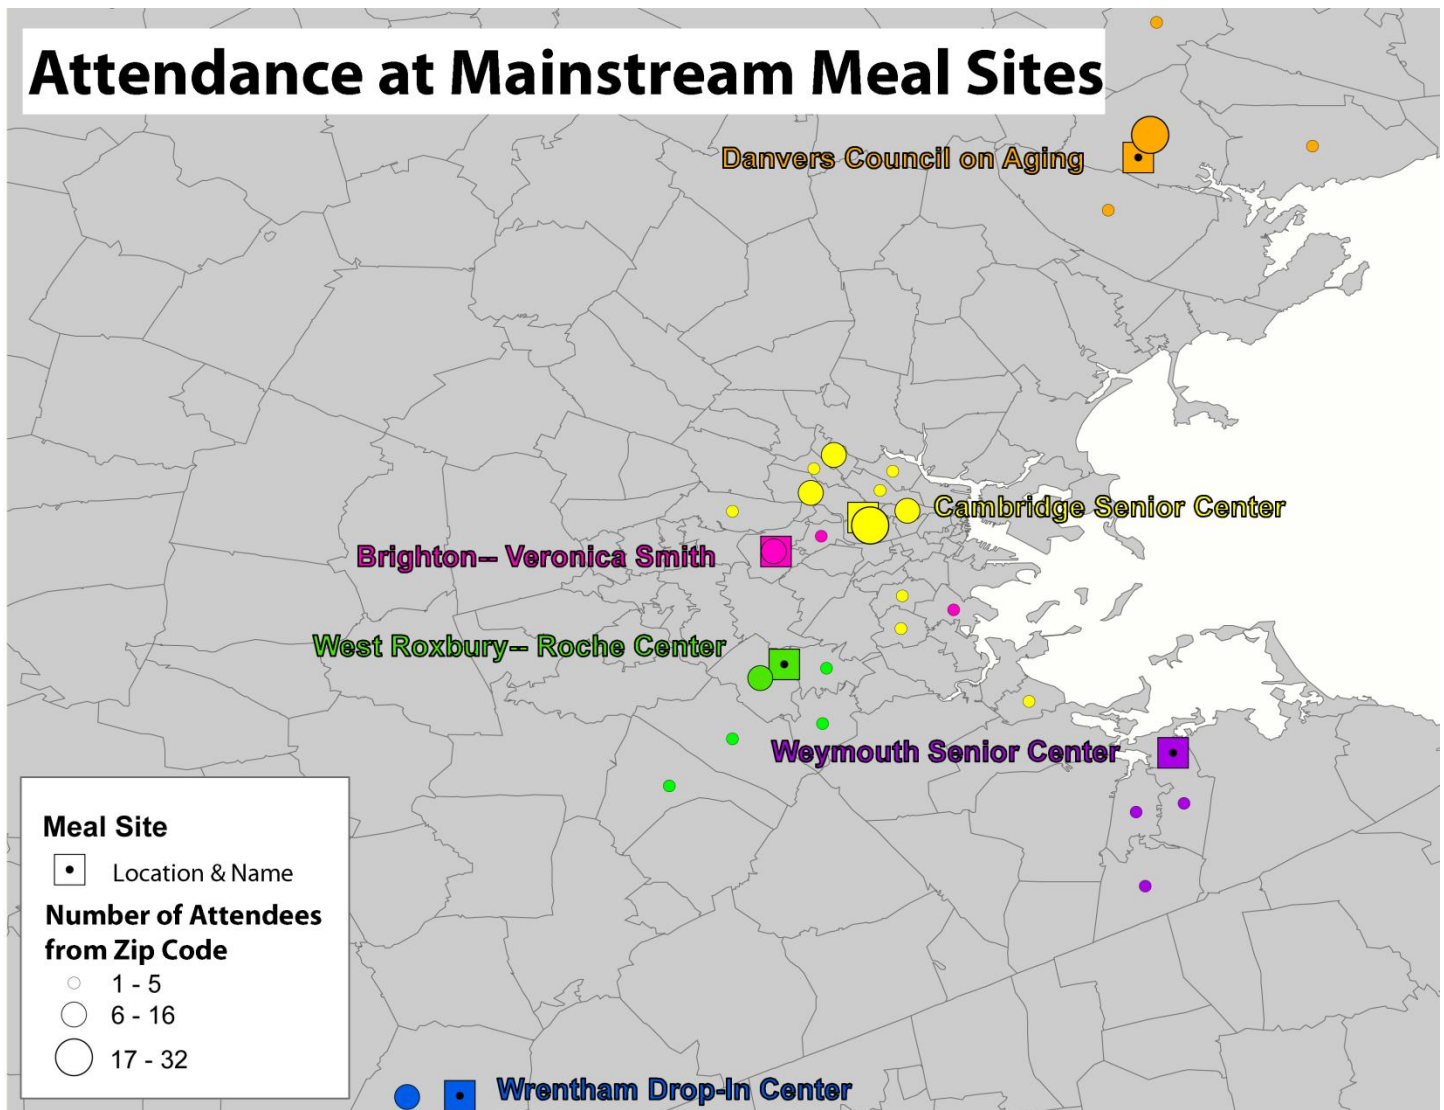 Attendance at Mainstream Meal Sites
Danvers Council on Aging
Cambridge Senior Center
Brighton-- Veronica Smith
West Roxbury-- Roche Center
Weymouth Senior Center
Meal Site
Location & Name
Number of Attendees
from Zip Code
1 - 5
6 - 16
17 - 32
Wrentham Drop-In Center